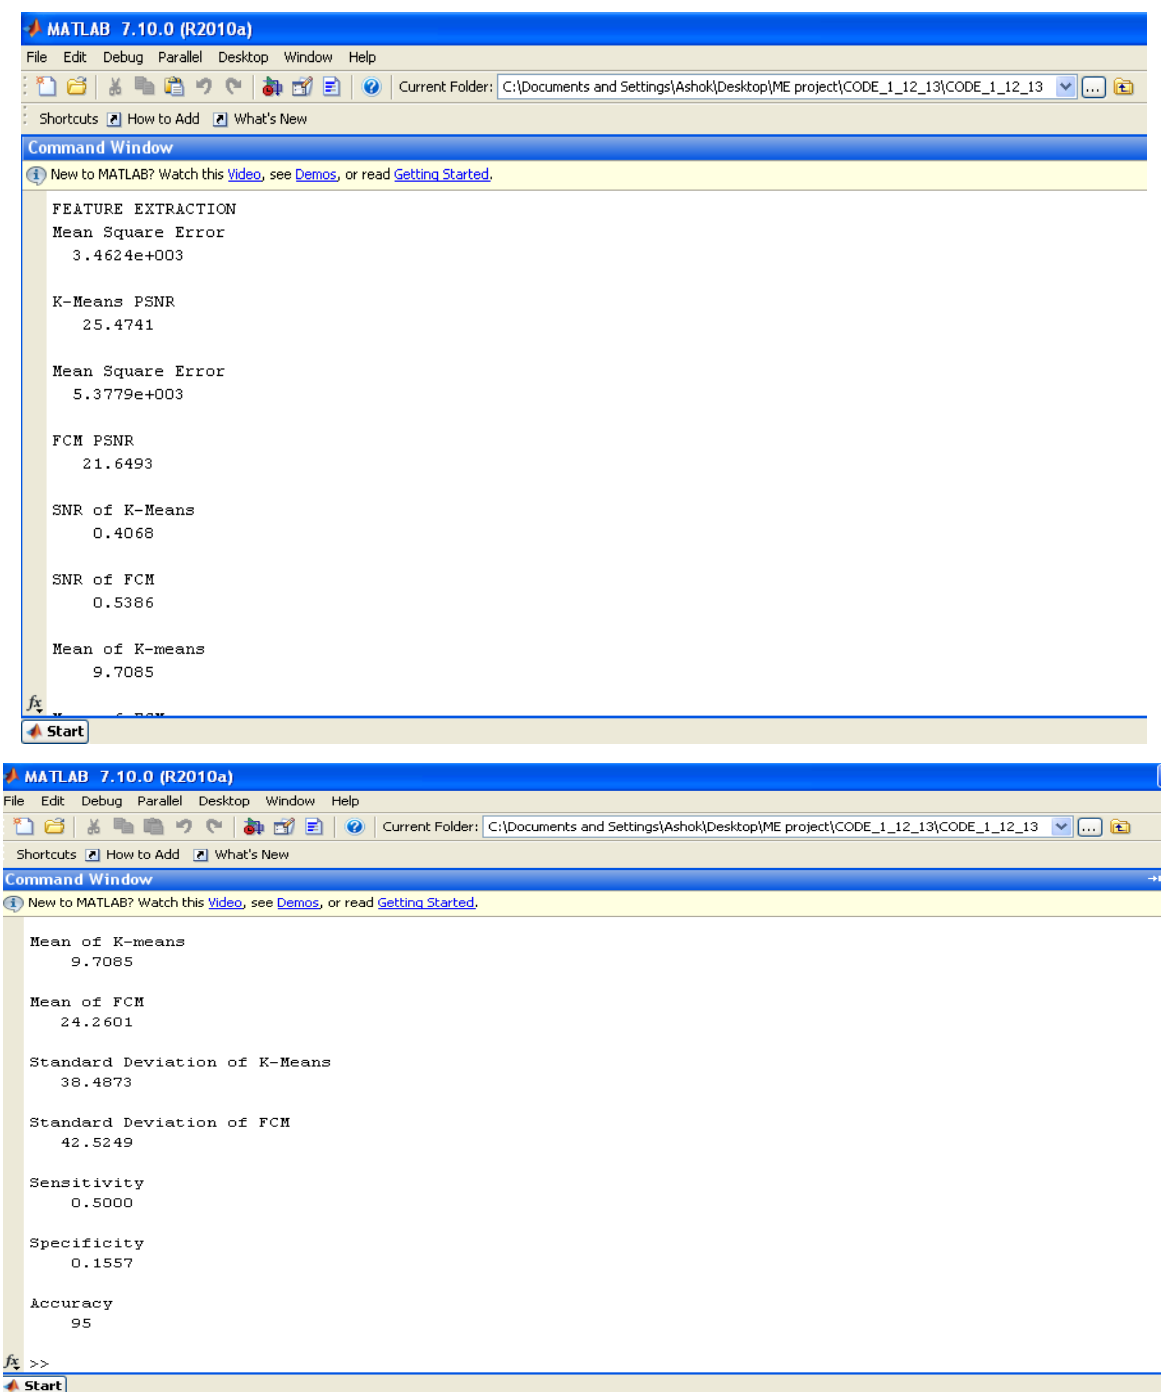 MATLAB 7.10.0 (R2010a)
File Edit Debug Parallel Desktop Window Help
Current Folder: C:\Documents and Settings\Ashok\Desktop\ME project\CODE_1_12_13\CODE_1_12_13
Shortcuts How to Add What's New
Command Window
New to MATLAB? Watch this Video, see Demos, or read Getting Started.
FEATURE EXTRACTION
Mean Square Error
3.4624e+003
K-Means PSNR
25.4741
Mean Square Error
5.3779e+003
FCM PSNR
21.6493
SNR of K-Means
0.4068
SNR of FCM
0.5386
Mean of K-means
9.7085
fx
Start
MATLAB 7.10.0 (R2010a)
File Edit Debug Parallel Desktop Window Help
Current Folder: C:\Documents and Settings\Ashok\Desktop\ME project\CODE_1_12_13\CODE_1_12_13
Shortcuts How to Add What's New
Command Window
New to MATLAB? Watch this Video, see Demos, or read Getting Started.
Mean of K-means
9.7085
Mean of FCM
24.2601
Standard Deviation of K-Means
38.4873
Standard Deviation of FCM
42.5249
Sensitivity
0.5000
Specificity
0.1557
Accuracy
95
fx >>
Start